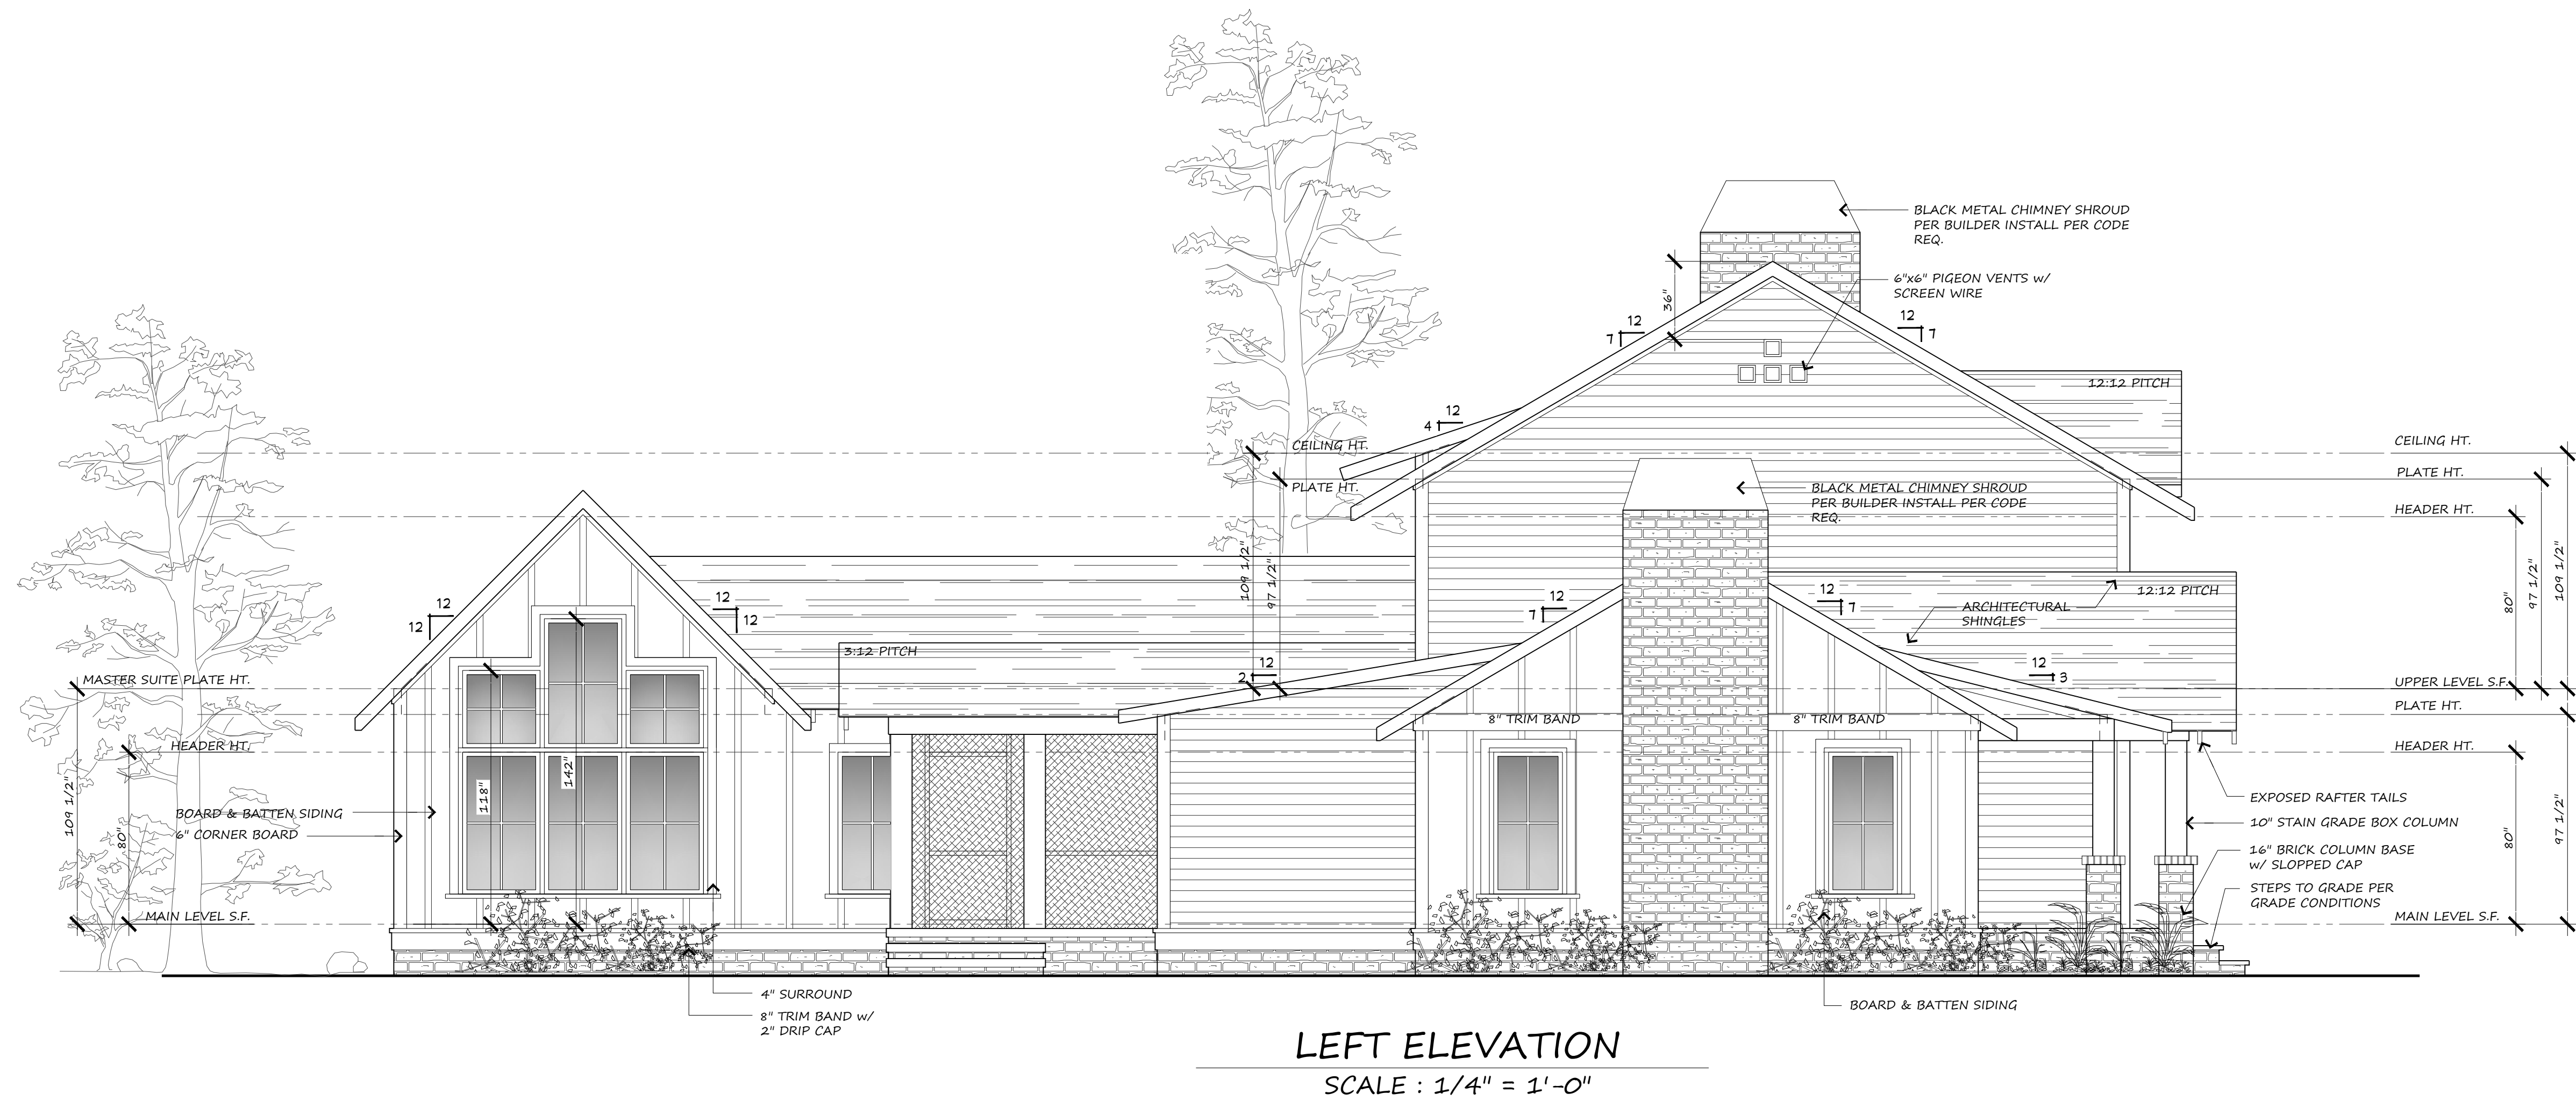 BLACK METAL CHIMNEY SHROUD
PER BUILDER INSTALL PER CODE
REQ.
6"x6" PIGEON VENTS w/
SCREEN WIRE
36"
12
7
12
7
12:12 PITCH
12
4
CEILING HT.
PLATE HT.
CEILING HT.
PLATE HT.
HEADER HT.
BLACK METAL CHIMNEY SHROUD
PER BUILDER INSTALL PER CODE
REQ.
109 1/2"
97 1/2"
80"
97 1/2"
109 1/2"
12
12
12
12
12
7
12
7
12:12 PITCH
ARCHITECTURAL
SHINGLES
3:12 PITCH
12
2
12
3
MASTER SUITE PLATE HT.
UPPER LEVEL S.F.
PLATE HT.
8" TRIM BAND
8" TRIM BAND
HEADER HT.
HEADER HT.
118"
142"
109 1/2"
80"
BOARD & BATTEN SIDING
6" CORNER BOARD
EXPOSED RAFTER TAILS
10" STAIN GRADE BOX COLUMN
16" BRICK COLUMN BASE
w/ SLOPPED CAP
STEPS TO GRADE PER
GRADE CONDITIONS
80"
97 1/2"
MAIN LEVEL S.F.
MAIN LEVEL S.F.
4" SURROUND
8" TRIM BAND w/
2" DRIP CAP
BOARD & BATTEN SIDING
LEFT ELEVATION
SCALE : 1/4" = 1'-0"